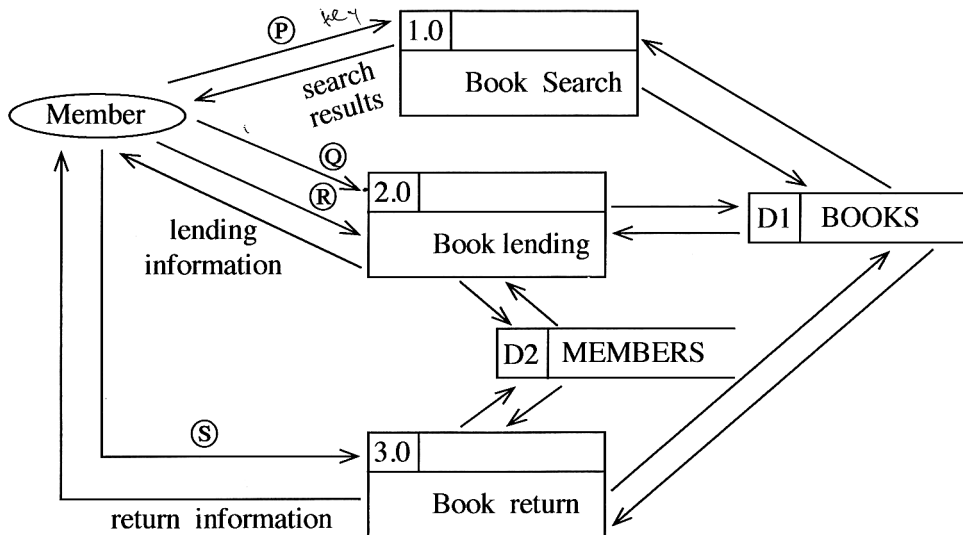 Ⓟ key
1.0
Book Search
search
results
Member
Ⓠ
Ⓡ
2.0
Book lending
D1 BOOKS
lending
information
D2 MEMBERS
Ⓢ
3.0
Book return
return information